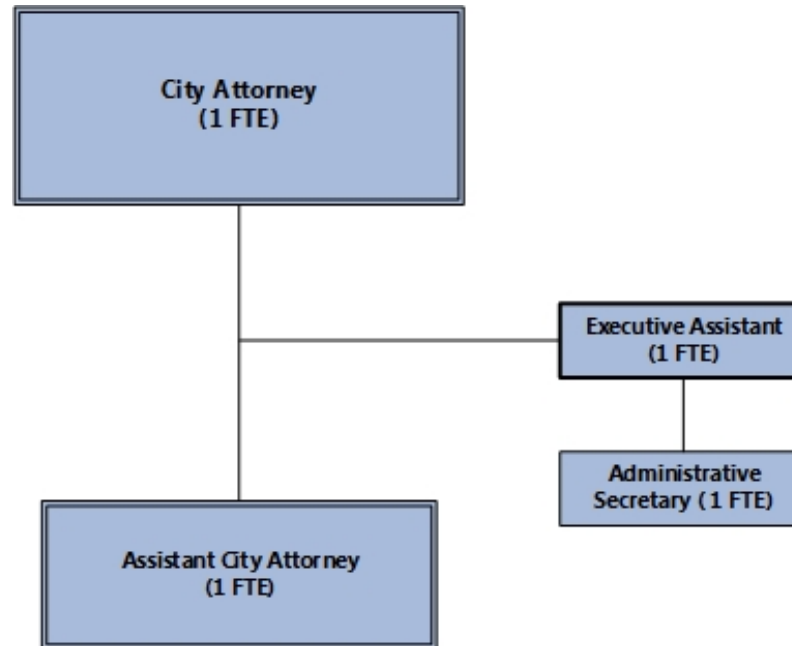 City Attorney
(1 FTE)
Executive Assistant
(1 FTE)
Administrative
Secretary (1 FTE)
Assistant City Attorney
(1 FTE)